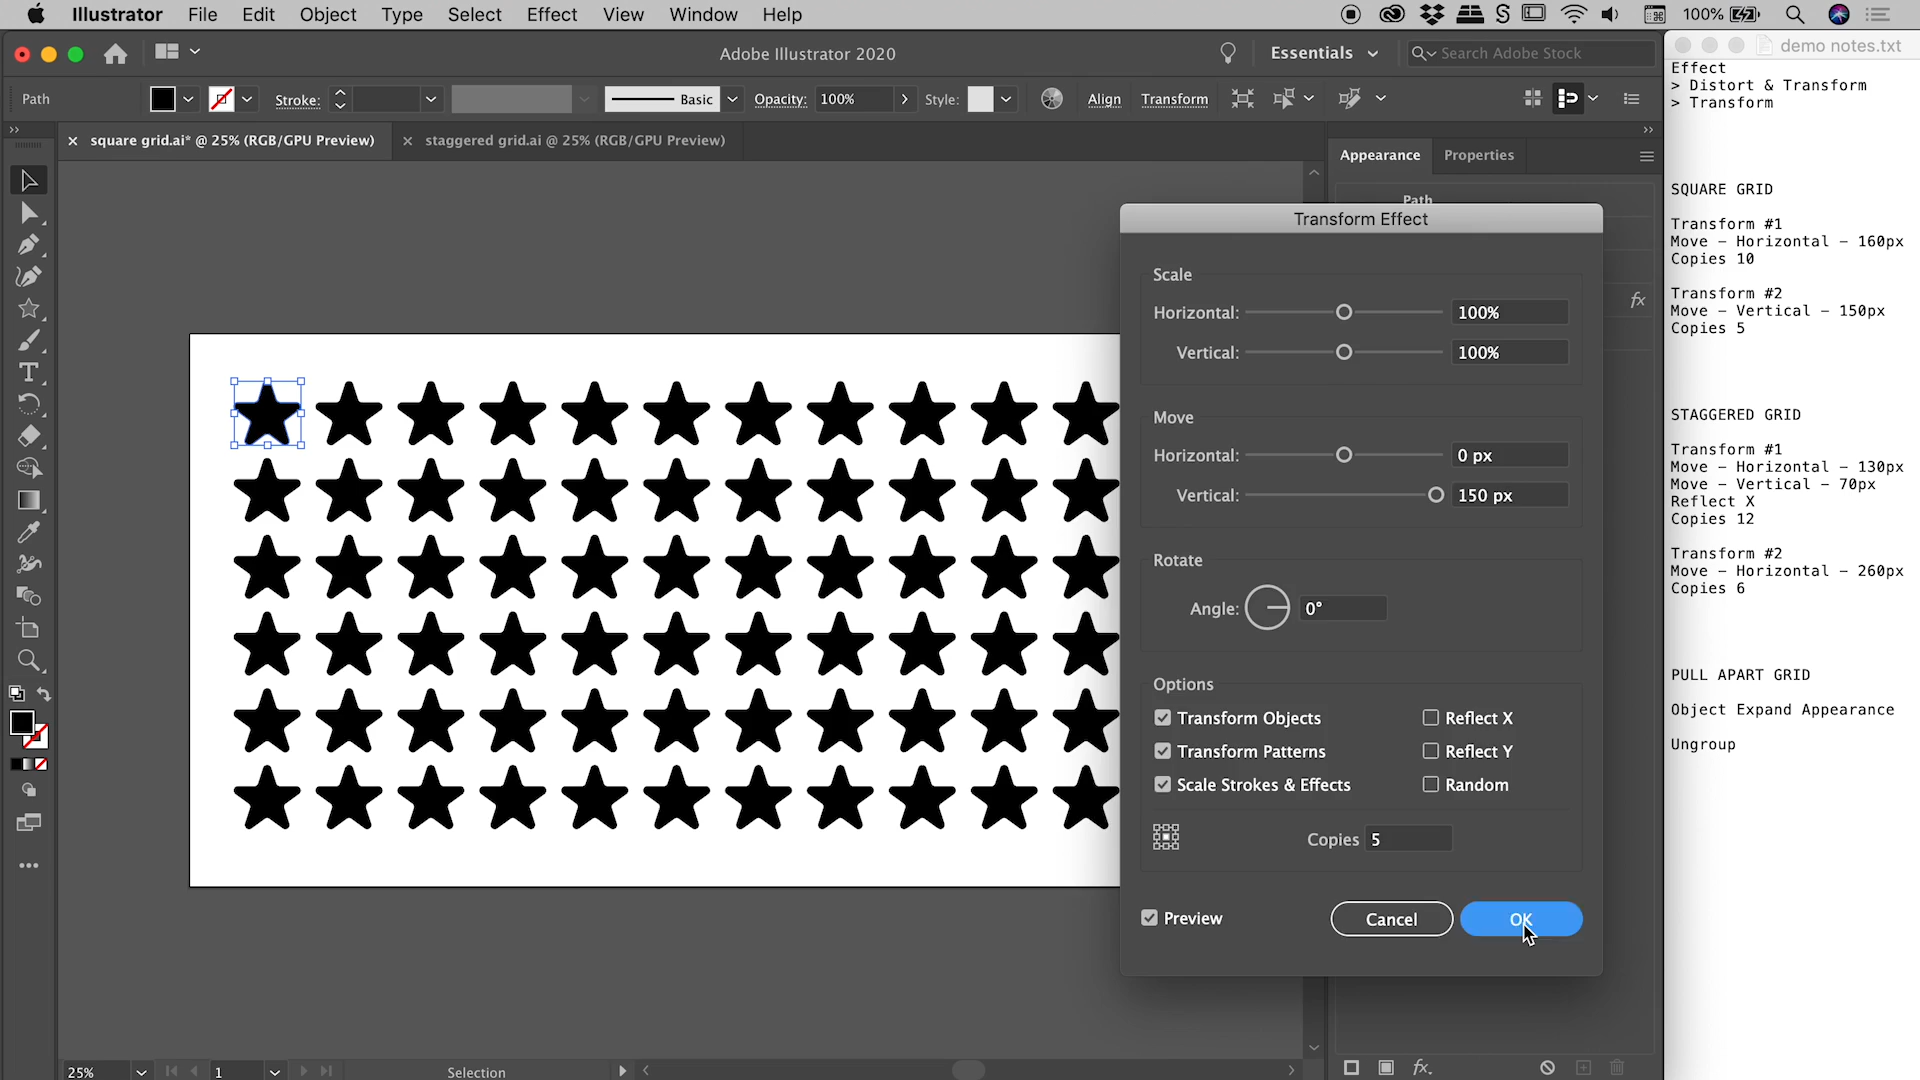 Illustrator File Edit Object Type Select Effect View Window Help 100%
Adobe Illustrator 2020 Essentials Search Adobe Stock
demo notes.txt
Path Stroke: Basic Opacity: 100% Style: Align Transform
square grid.ai* @ 25% (RGB/GPU Preview) staggered grid.ai @ 25% (RGB/GPU Preview)
Appearance Properties
Path
fx
Transform Effect
Scale
Horizontal: 100%
Vertical: 100%
Move
Horizontal: 0 px
Vertical: 150 px
Rotate
Angle: 0°
Options
Transform Objects Reflect X
Transform Patterns Reflect Y
Scale Strokes & Effects Random
Copies 5
Preview Cancel OK
25% 1 Selection fx.
Effect
> Distort & Transform
> Transform
SQUARE GRID
Transform #1
Move – Horizontal – 160px
Copies 10
Transform #2
Move – Vertical – 150px
Copies 5
STAGGERED GRID
Transform #1
Move – Horizontal – 130px
Move – Vertical – 70px
Reflect X
Copies 12
Transform #2
Move – Horizontal – 260px
Copies 6
PULL APART GRID
Object Expand Appearance
Ungroup